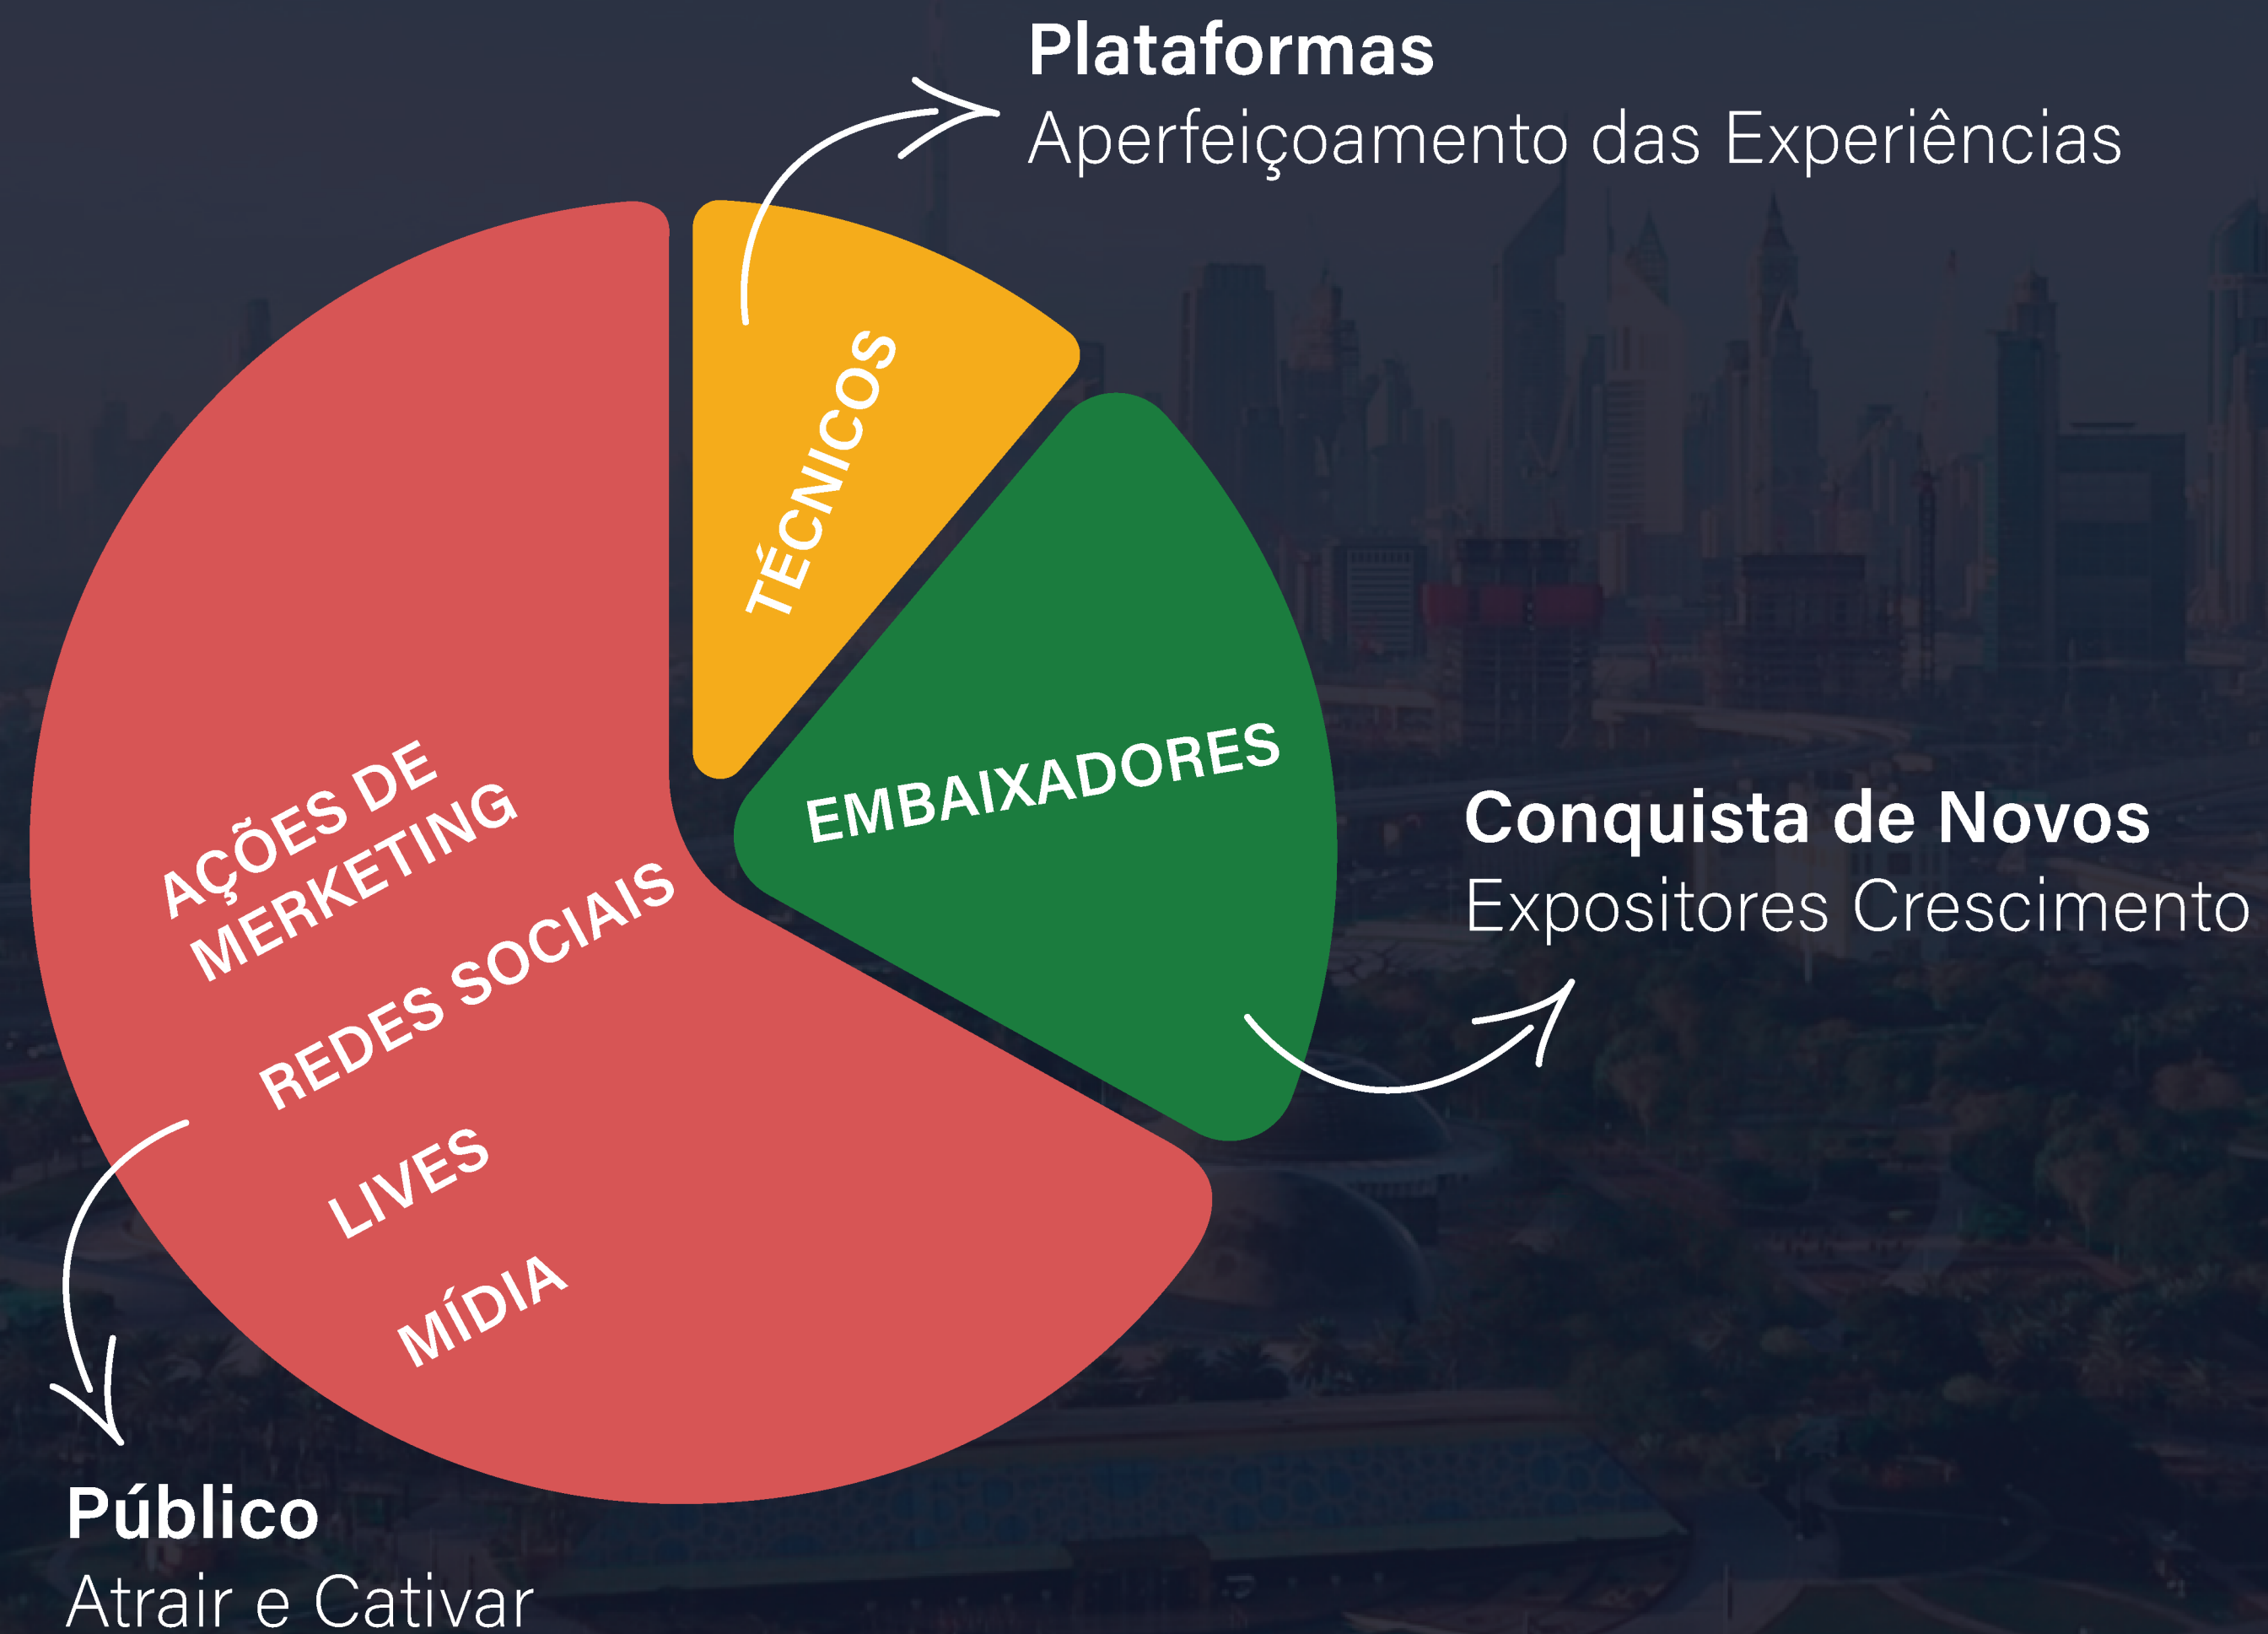 Plataformas
Aperfeiçoamento das Experiências
TÉCNICOS
EMBAIXADORES
Conquista de Novos
Expositores Crescimento
AÇÕES DE
MERKETING
REDES SOCIAIS
LIVES
MÍDIA
Público
Atrair e Cativar